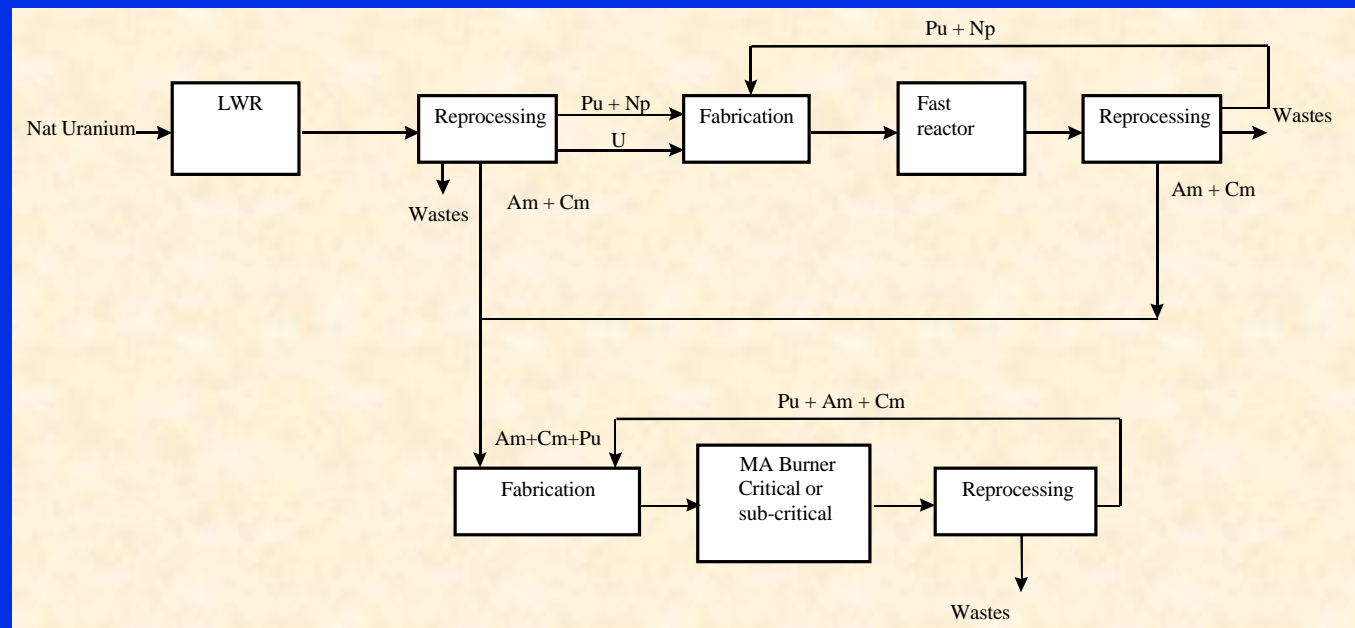 Pu + Np
LWR
Nat Uranium
Reprocessing
Pu + Np
U
Fabrication
Fast
reactor
Reprocessing
Wastes
Wastes
Am + Cm
Am + Cm
Pu + Am + Cm
Am+Cm+Pu
Fabrication
MA Burner
Critical or
sub-critical
Reprocessing
Wastes